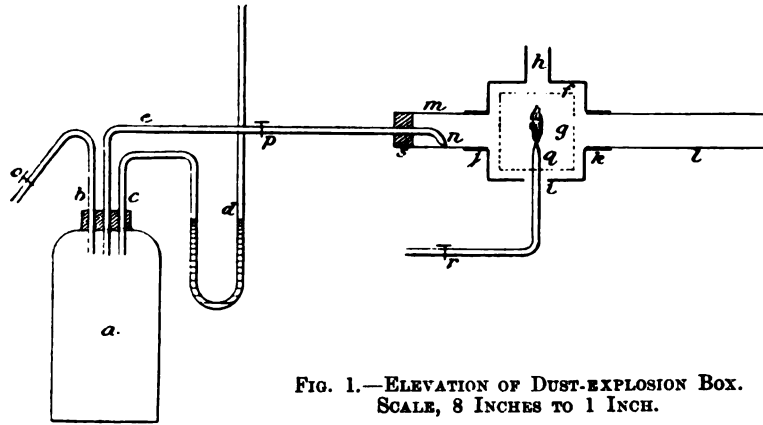 h
m
f
e
n
g
p
o
s
q
j
k
l
b
c
i
d
r
a.
FIG. 1.—ELEVATION OF DUST-EXPLOSION BOX.
SCALE, 8 INCHES TO 1 INCH.